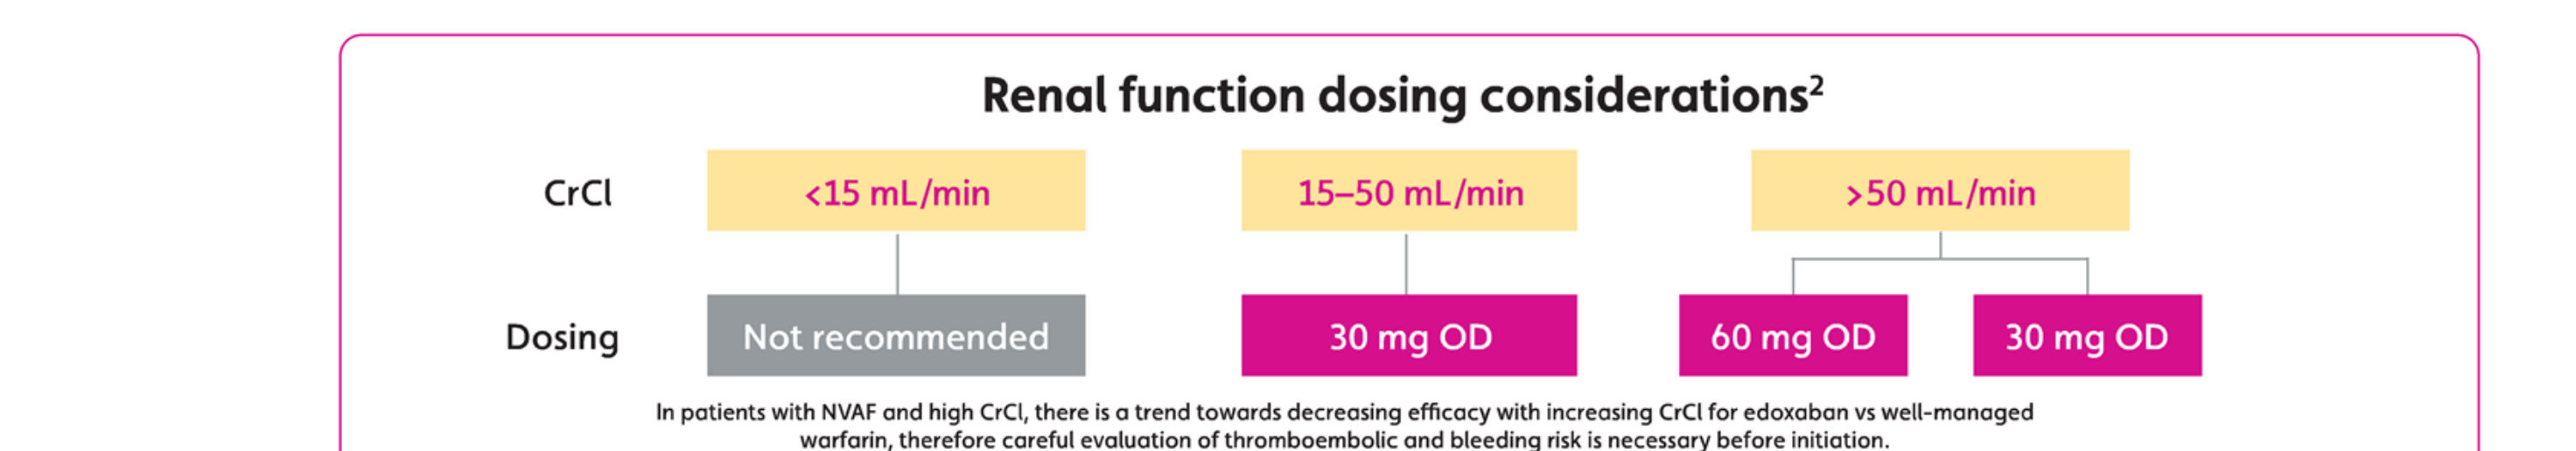 Renal function dosing considerations²
CrCl <15 mL/min 15–50 mL/min >50 mL/min
Dosing Not recommended 30 mg OD 60 mg OD 30 mg OD
In patients with NVAF and high CrCl, there is a trend towards decreasing efficacy with increasing CrCl for edoxaban vs well-managed
warfarin, therefore careful evaluation of thromboembolic and bleeding risk is necessary before initiation.